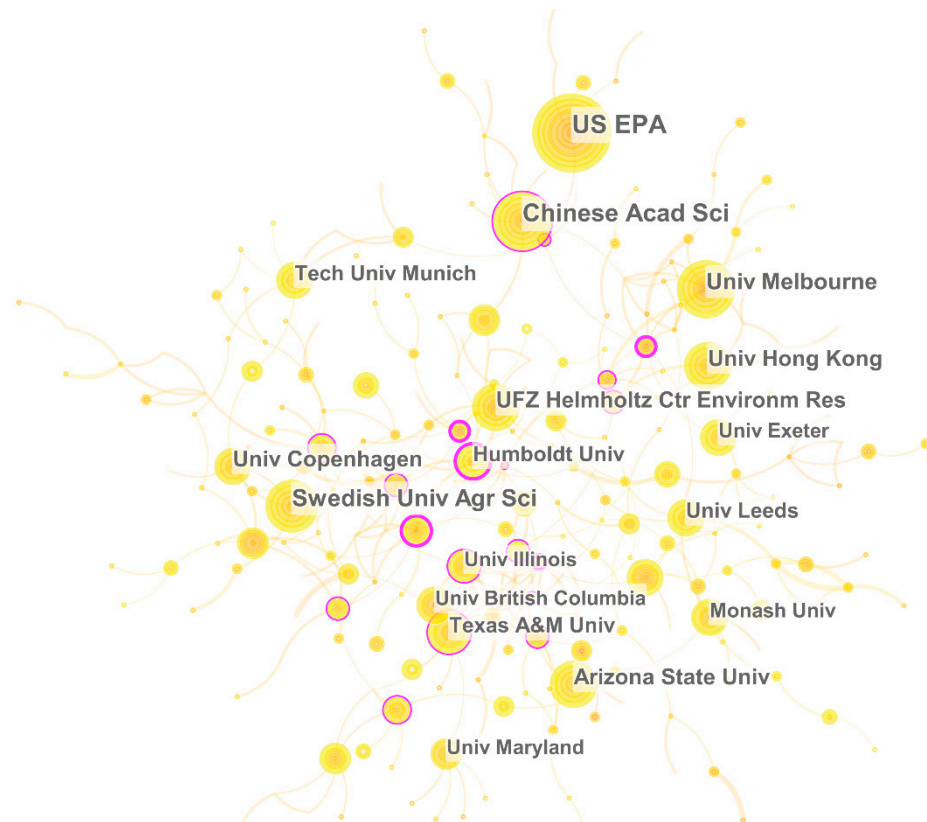 US EPA
Chinese Acad Sci
Tech Univ Munich
Univ Melbourne
Univ Hong Kong
UFZ Helmholtz Ctr Environm Res
Univ Exeter
Humboldt Univ
Univ Copenhagen
Swedish Univ Agr Sci
Univ Leeds
Univ Illinois
Univ British Columbia
Monash Univ
Texas A&M Univ
Arizona State Univ
Univ Maryland